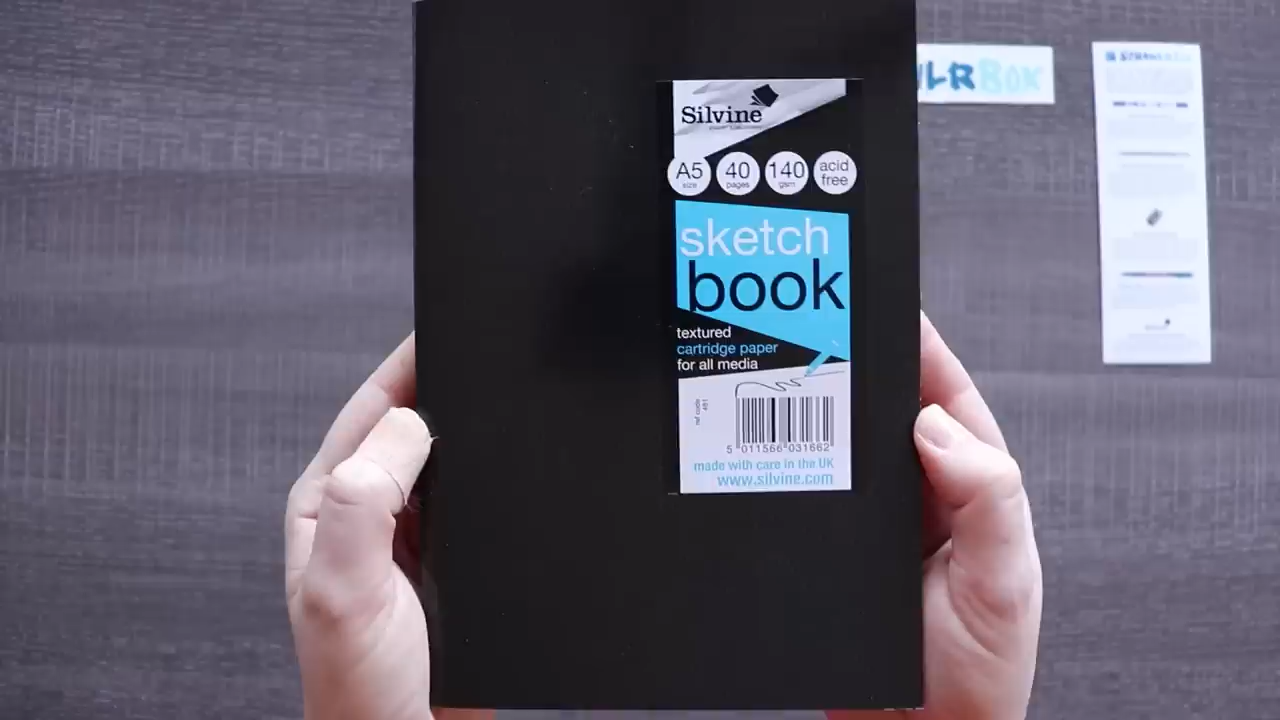 Silvine
A5 size
40 pages
140 gsm
acid free
sketch
book
textured
cartridge paper
for all media
ref code
481
5 011566 031662
made with care in the UK
www.silvine.com
LRBOX